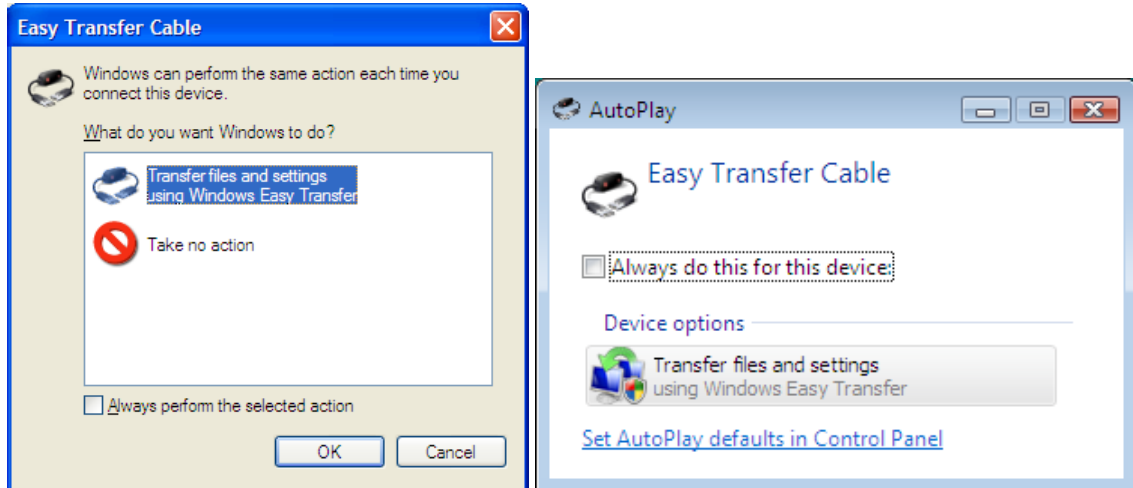 Easy Transfer Cable
Windows can perform the same action each time you
connect this device.
What do you want Windows to do?
Transfer files and settings
using Windows Easy Transfer
Take no action
Always perform the selected action
OK
Cancel
AutoPlay
Easy Transfer Cable
Always do this for this device:
Device options
Transfer files and settings
using Windows Easy Transfer
Set AutoPlay defaults in Control Panel